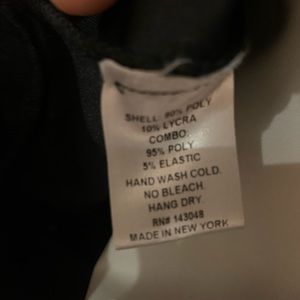 SHELL: 90% POLY
10% LYCRA
COMBO:
95% POLY
5% ELASTIC
HAND WASH COLD.
NO BLEACH.
HANG DRY.
RN# 143048
MADE IN NEW YORK